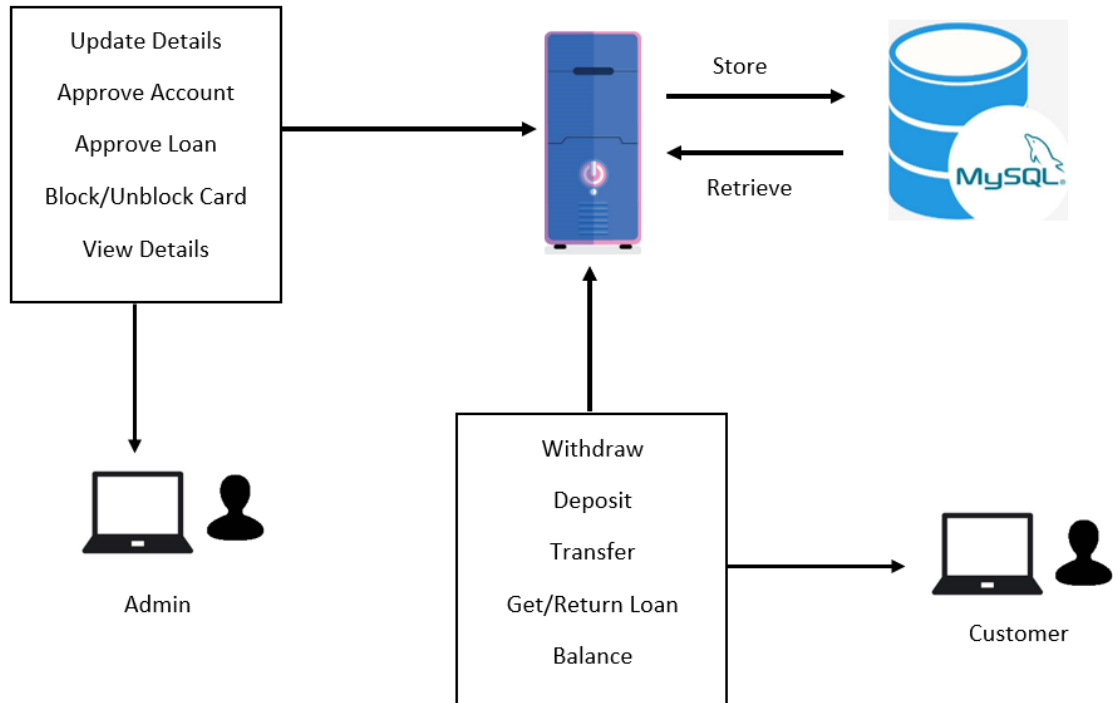 Update Details
Approve Account
Approve Loan
Block/Unblock Card
View Details
Store
Retrieve
MySQL®
Admin
Withdraw
Deposit
Transfer
Get/Return Loan
Balance
Customer